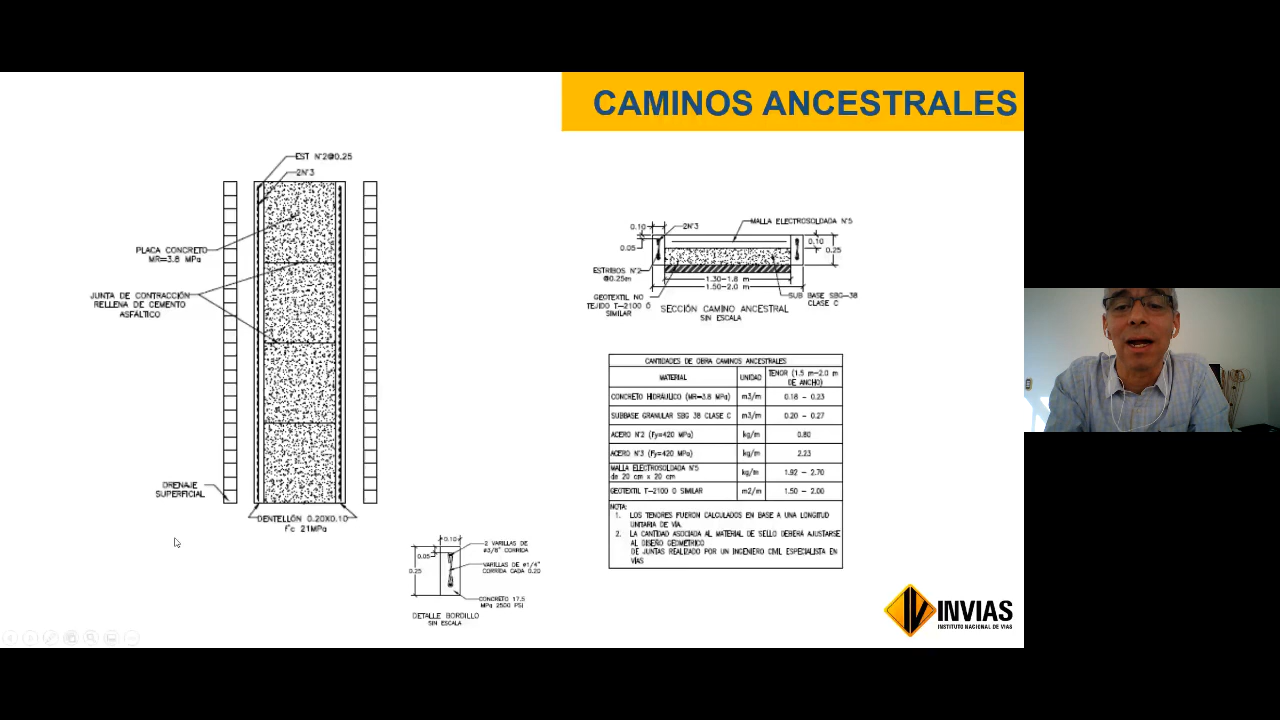 CAMINOS ANCESTRALES
EST N°2@0.25
2N°3
PLACA CONCRETO
MR=3.8 MPa
JUNTA DE CONTRACCIÓN
RELLENA DE CEMENTO
ASFÁLTICO
DRENAJE
SUPERFICIAL
DENTELLÓN 0.20X0.10
f'c 21MPa
0.10
0.05
0.25
2 VARILLAS DE
ø3/8" CORRIDA
VARILLAS DE ø1/4"
CORRIDA CADA 0.20
CONCRETO 17.5
MPa 2500 PSI
DETALLE BORDILLO
SIN ESCALA
0.10
2N°3
MALLA ELECTROSOLDADA N°5
0.05
0.10
0.25
ESTRIBOS N°2
@0.25m
1.30-1.8 m
1.50-2.0 m
GEOTEXTIL NO
TEJIDO T-2100 O
SIMILAR
SUB BASE SBG-38
CLASE C
SECCIÓN CAMINO ANCESTRAL
SIN ESCALA
CANTIDADES DE OBRA CAMINOS ANCESTRALES
MATERIAL UNIDAD TENOR (1.5 m-2.0 m
DE ANCHO)
CONCRETO HIDRÁULICO (MR=3.8 MPa) m3/m 0.18 - 0.23
SUBBASE GRANULAR SBG 38 CLASE C m3/m 0.20 - 0.27
ACERO N°2 (Fy=420 MPa) kg/m 0.80
ACERO N°3 (Fy=420 MPa) kg/m 2.23
MALLA ELECTROSOLDADA N°5
de 20 cm x 20 cm kg/m 1.92 - 2.70
GEOTEXTIL T-2100 O SIMILAR m2/m 1.50 - 2.00
NOTA:
1. LOS TENORES FUERON CALCULADOS EN BASE A UNA LONGITUD
UNITARIA DE VÍA.
2. LA CANTIDAD ASOCIADA AL MATERIAL DE SELLO DEBERÁ AJUSTARSE
AL DISEÑO GEOMÉTRICO
DE JUNTAS REALIZADO POR UN INGENIERO CIVIL ESPECIALISTA EN
VÍAS
INVIAS
INSTITUTO NACIONAL DE VÍAS